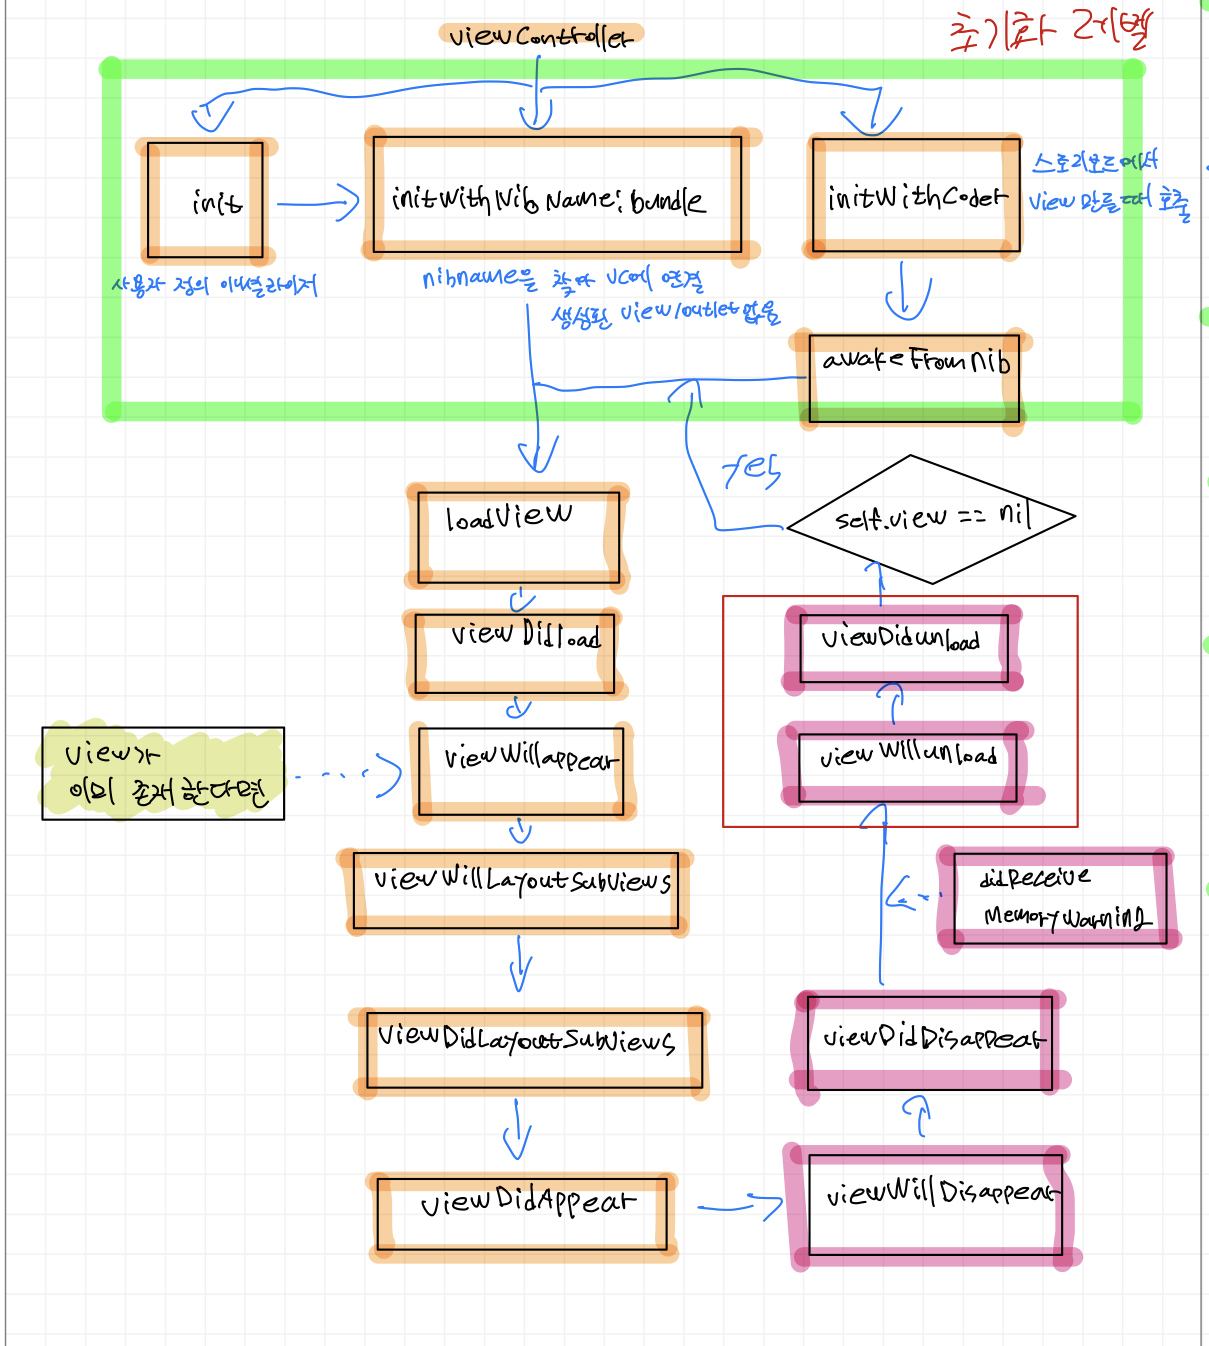 초기화 레벨
viewController
init
initWithNibName:bundle
initWithCoder
스토리보드에서
view 만들때 호출
사용자 정의 이니셜라이저
nibname을 찾아 VC에 연결
생성된 view/outlet 없음
awakeFromNib
yes
self.view == nil
loadView
viewDidload
viewDidunload
viewWillappear
viewWillunload
view가
이미 존재한다면
viewWillLayoutSubViews
didReceive
MemoryWarning
viewDidLayoutSubViews
viewDidDisappear
viewDidAppear
viewWillDisappear